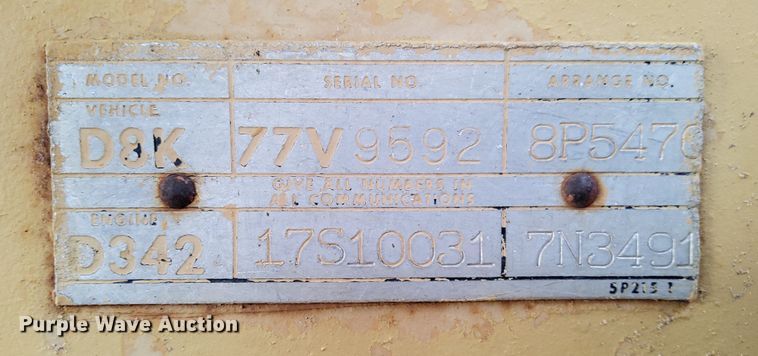 MODEL NO. SERIAL NO. ARRANGE NO.
VEHICLE
D8K 77V9592 8P5470
GIVE ALL NUMBERS IN
ALL COMMUNICATIONS
ENGINE
D342 17S10031 7N3491
Purple Wave Auction